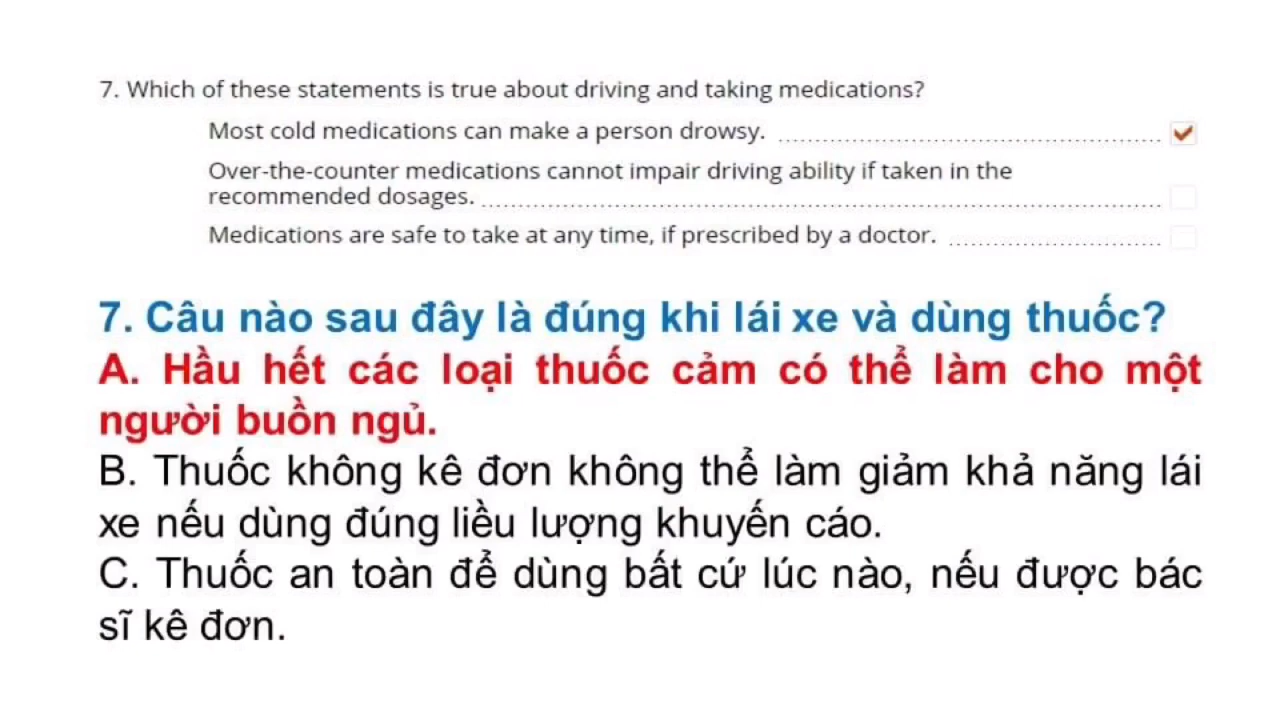 7. Which of these statements is true about driving and taking medications?
Most cold medications can make a person drowsy.
Over-the-counter medications cannot impair driving ability if taken in the
recommended dosages.
Medications are safe to take at any time, if prescribed by a doctor.
7. Câu nào sau đây là đúng khi lái xe và dùng thuốc?
A. Hầu hết các loại thuốc cảm có thể làm cho một
người buồn ngủ.
B. Thuốc không kê đơn không thể làm giảm khả năng lái
xe nếu dùng đúng liều lượng khuyến cáo.
C. Thuốc an toàn để dùng bất cứ lúc nào, nếu được bác
sĩ kê đơn.